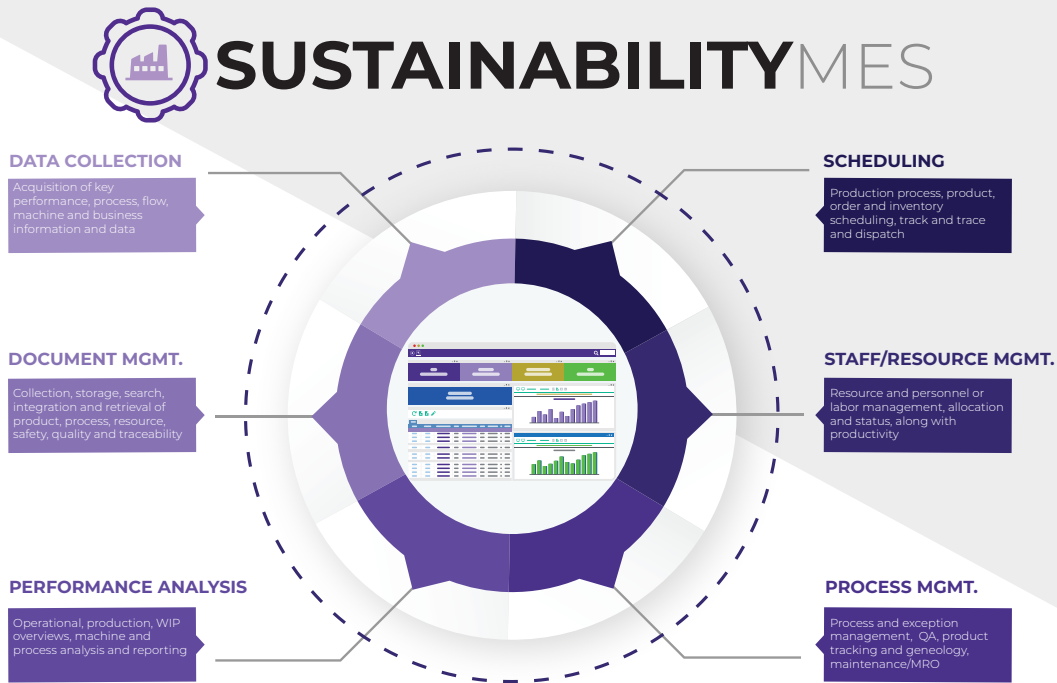 SUSTAINABILITYMES
DATA COLLECTION
Acquisition of key
performance, process, flow,
machine and business
information and data
SCHEDULING
Production process, product,
order and inventory
scheduling, track and trace
and dispatch
DOCUMENT MGMT.
Collection, storage, search,
integration and retrieval of
product, process, resource,
safety, quality and traceability
STAFF/RESOURCE MGMT.
Resource and personnel or
labor management, allocation
and status, along with
productivity
PERFORMANCE ANALYSIS
Operational, production, WIP
overviews, machine and
process analysis and reporting
PROCESS MGMT.
Process and exception
management, QA, product
tracking and geneology,
maintenance/MRO